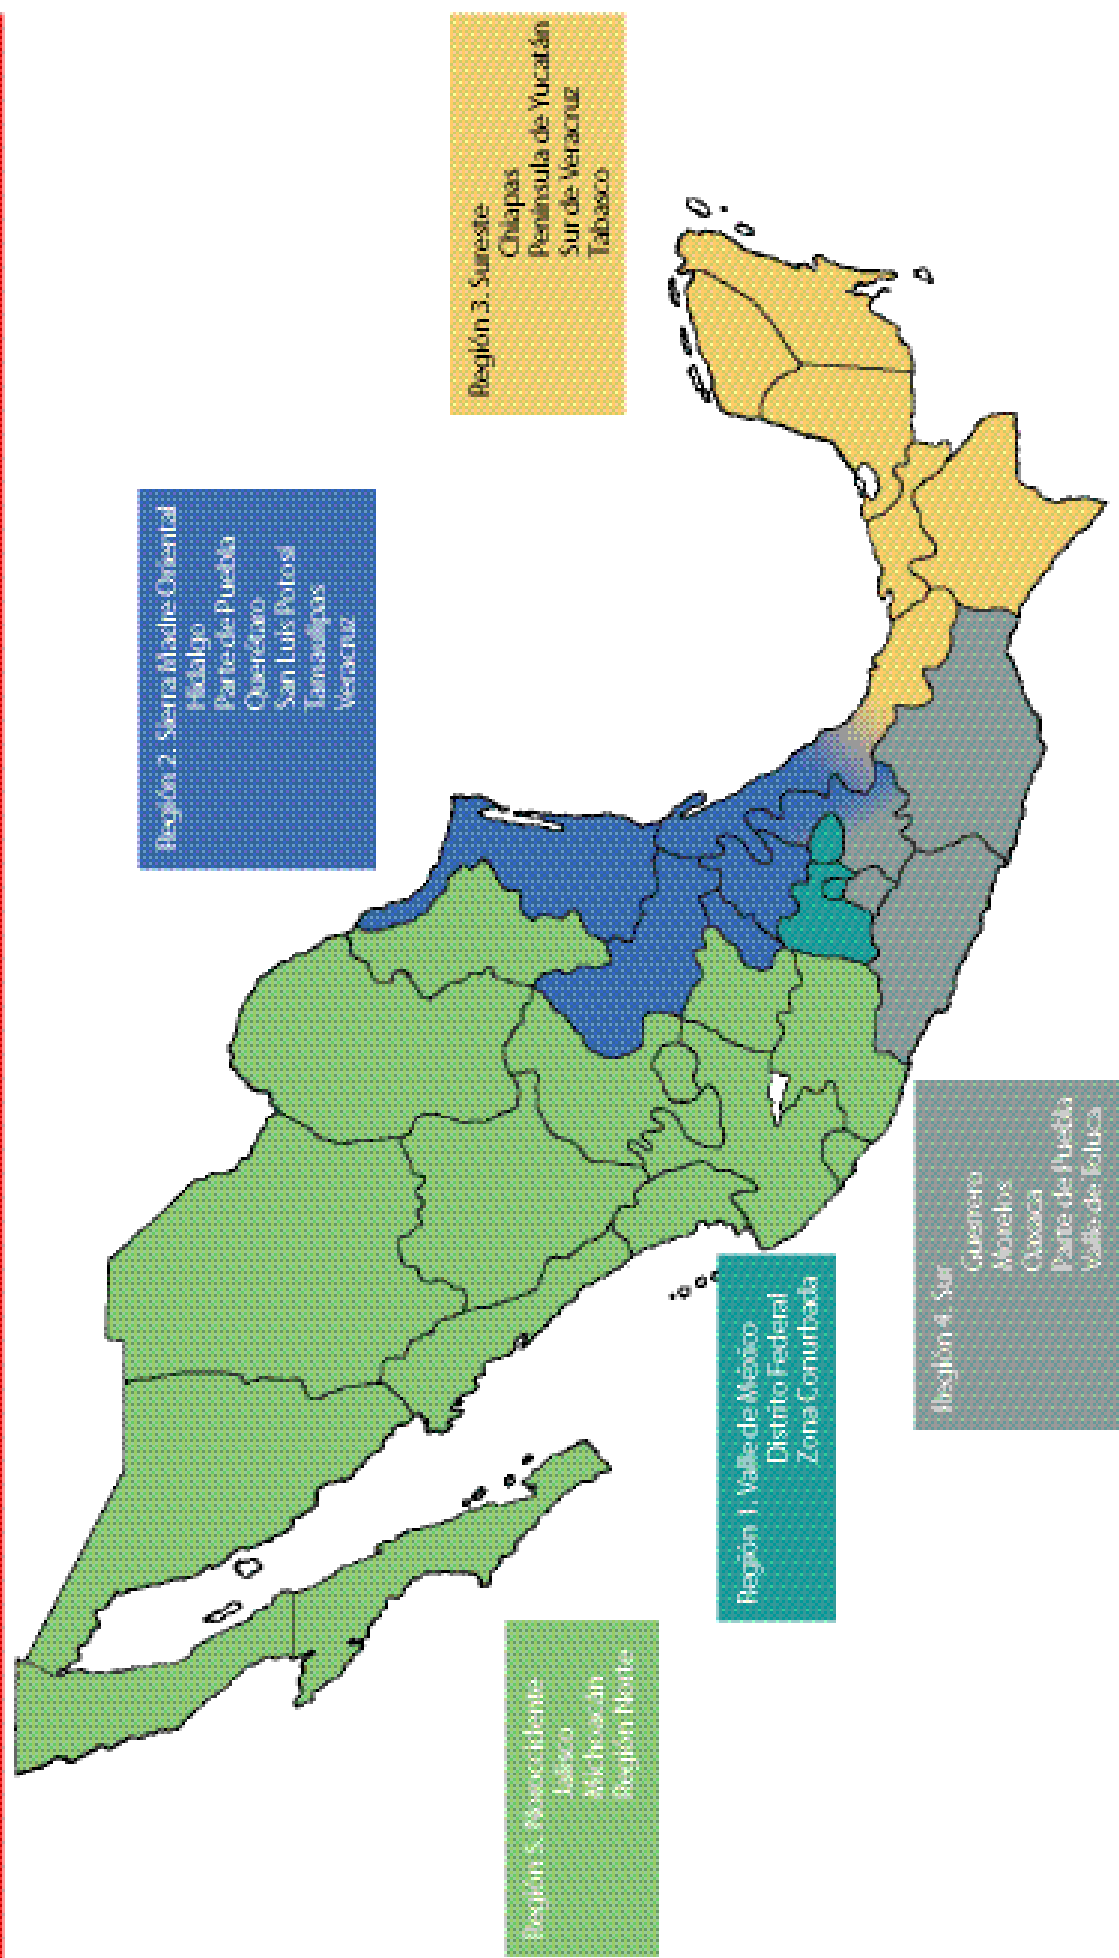 Región 1. Valle de México
Distrito Federal
Zona Conurbada
Región 2. Sierra Madre Oriental
Hidalgo
Parte de Puebla
Querétaro
San Luis Potosí
Tamaulipas
Veracruz
Región 3. Sureste
Chiapas
Península de Yucatán
Sur de Veracruz
Tabasco
Región 4. Sur
Guerrero
Morelos
Oaxaca
Parte de Puebla
Valle de Toluca
Región 5. Noroccidente
Jalisco
Michoacán
Región Norte